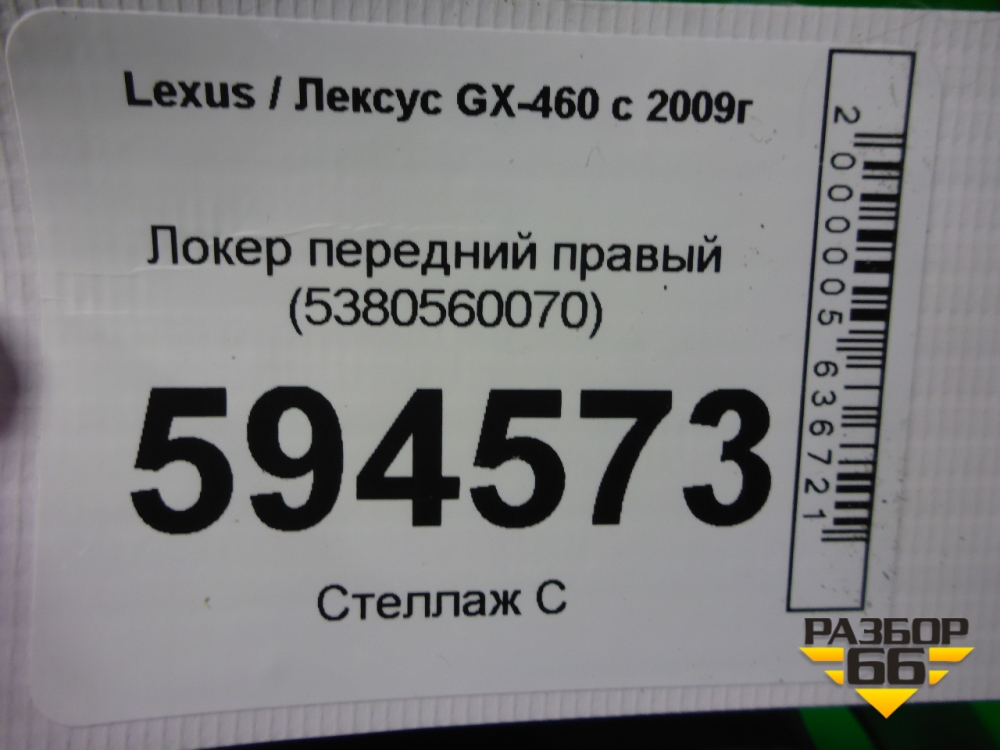 Lexus / Лексус GX-460 с 2009г
Локер передний правый
(5380560070)
594573
Стеллаж С
2000005636721
РАЗБОР
66